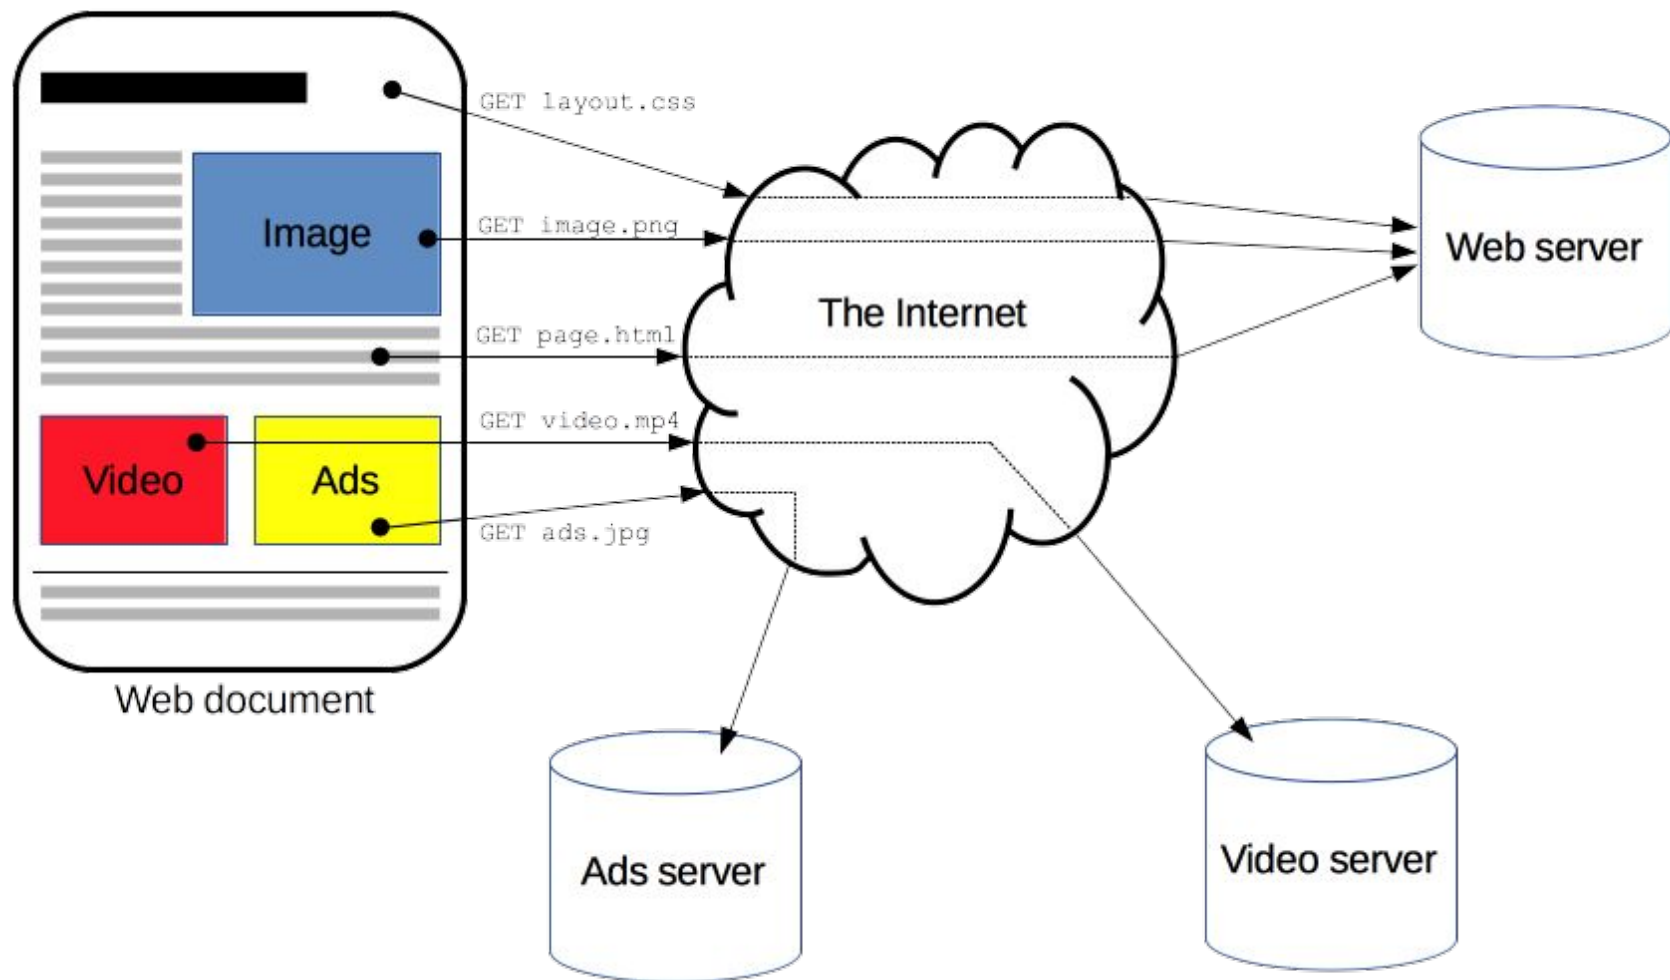 GET layout.css
Image
GET image.png
Web server
The Internet
GET page.html
GET video.mp4
Video
Ads
GET ads.jpg
Web document
Ads server
Video server